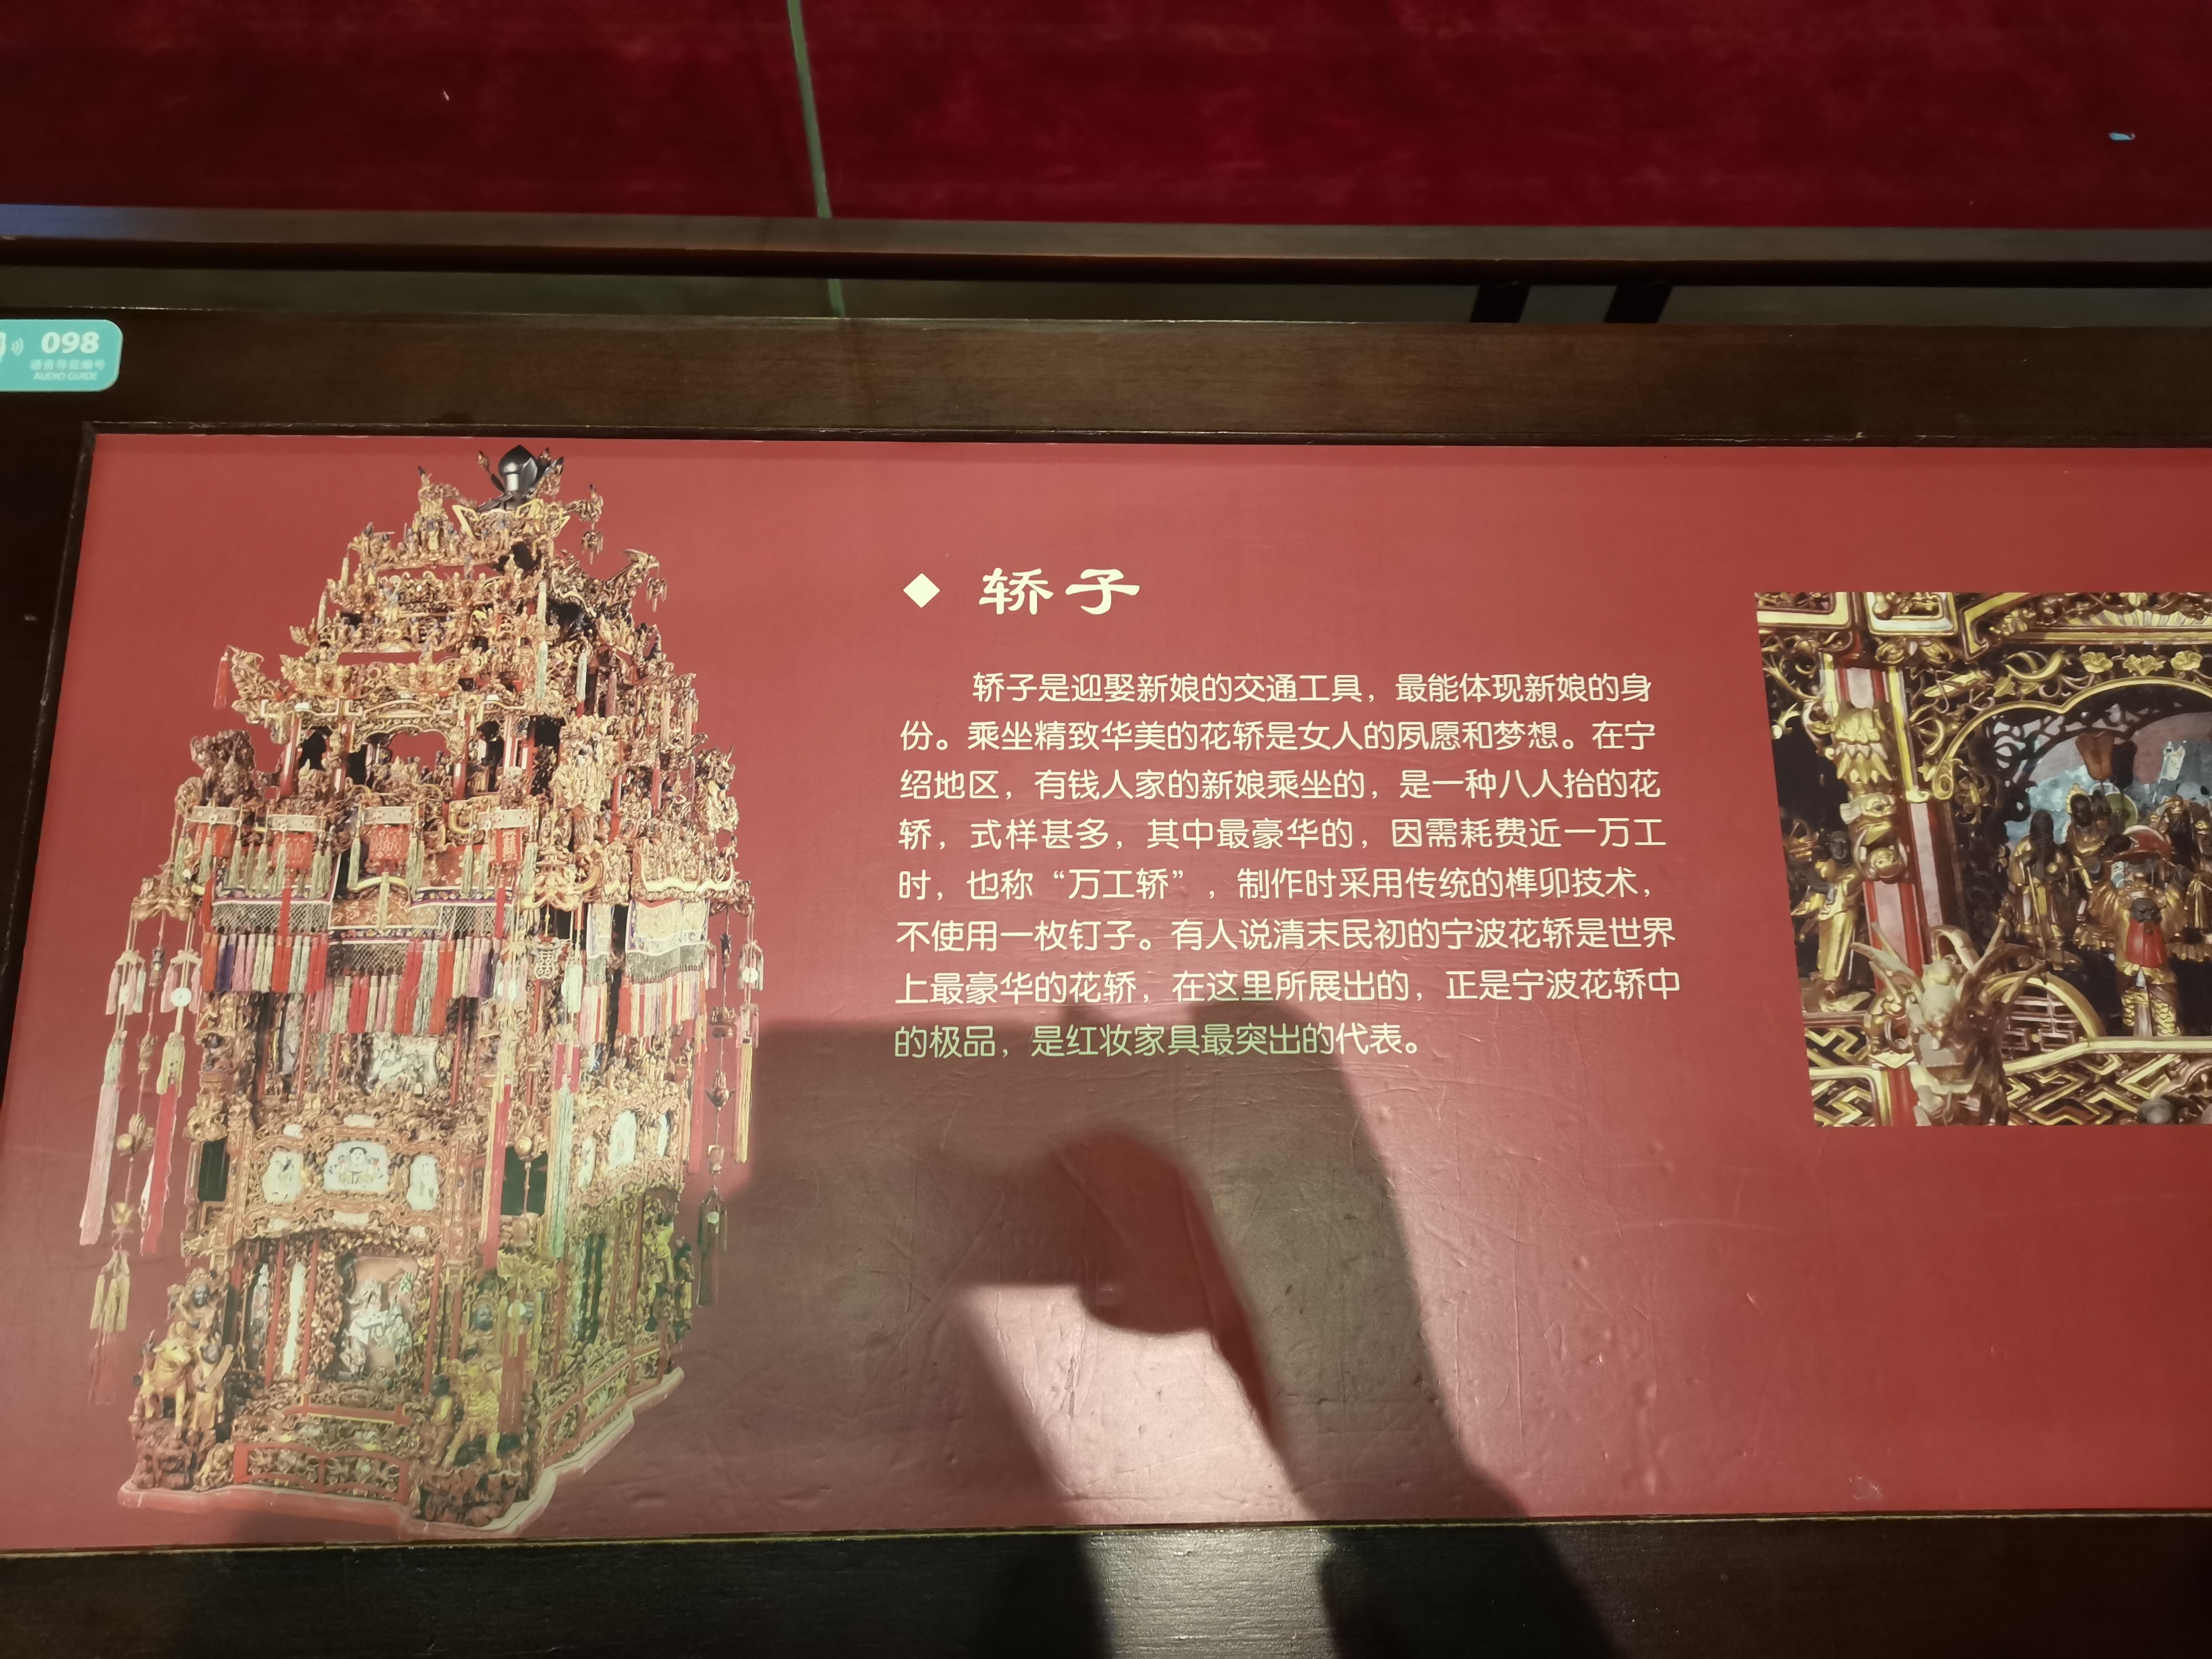 098
语音导览编号
AUDIO GUIDE
◆ 轿子
轿子是迎娶新娘的交通工具，最能体现新娘的身
份。乘坐精致华美的花轿是女人的夙愿和梦想。在宁
绍地区，有钱人家的新娘乘坐的，是一种八人抬的花
轿，式样甚多，其中最豪华的，因需耗费近一万工
时，也称“万工轿”，制作时采用传统的榫卯技术，
不使用一枚钉子。有人说清末民初的宁波花轿是世界
上最豪华的花轿，在这里所展出的，正是宁波花轿中
的极品，是红妆家具最突出的代表。